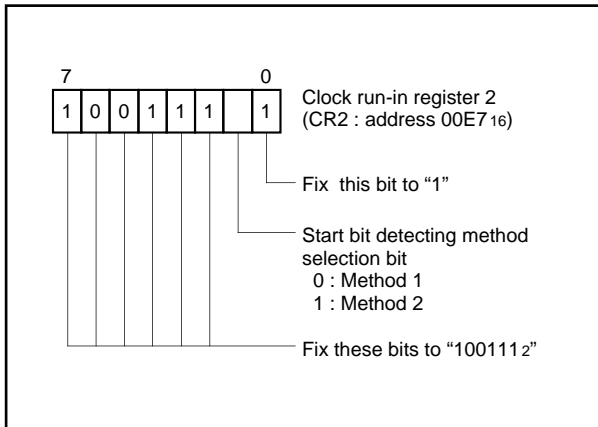 7 0
1 0 0 1 1 1 1
Clock run-in register 2
(CR2 : address 00E716)
Fix this bit to “1”
Start bit detecting method
selection bit
0 : Method 1
1 : Method 2
Fix these bits to “1001112”